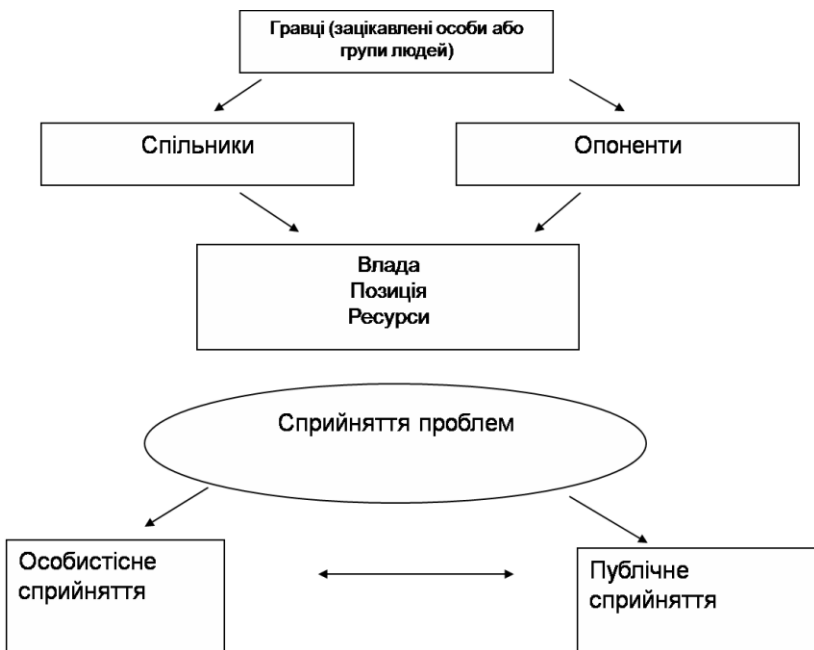 Гравці (зацікавлені особи або
групи людей)
Спільники
Опоненти
Влада
Позиція
Ресурси
Сприйняття проблем
Особистісне
сприйняття
Публічне
сприйняття